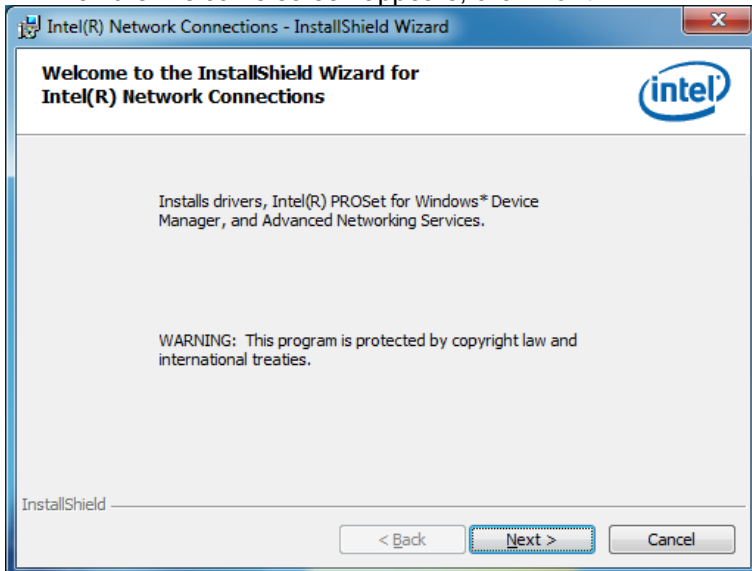 Intel(R) Network Connections - InstallShield Wizard
Welcome to the InstallShield Wizard for
Intel(R) Network Connections
intel
Installs drivers, Intel(R) PROSet for Windows* Device
Manager, and Advanced Networking Services.
WARNING: This program is protected by copyright law and
international treaties.
InstallShield
< Back Next > Cancel